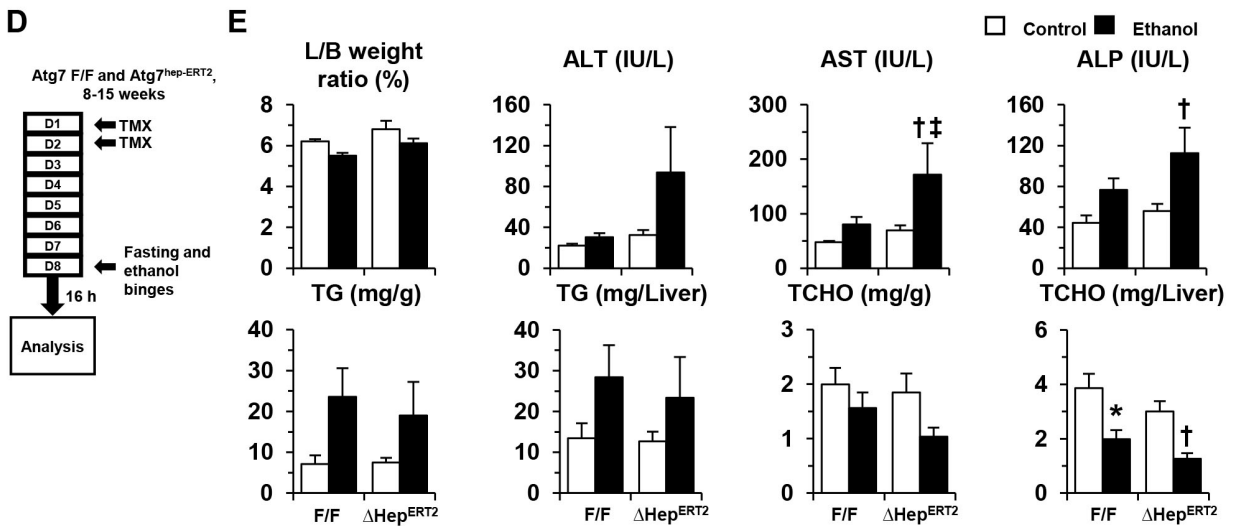 D
E
Control Ethanol
Atg7 F/F and Atg7hep-ERT2,
8-15 weeks
D1
TMX
D2
TMX
D3
D4
D5
D6
D7
D8
Fasting and
ethanol
binges
16 h
Analysis
L/B weight
ratio (%)
8
6
4
2
0
ALT (IU/L)
160
120
80
40
0
AST (IU/L)
300
200
100
0
†‡
ALP (IU/L)
160
120
80
40
0
†
TG (mg/g)
40
30
20
10
0
F/F ΔHepERT2
TG (mg/Liver)
40
30
20
10
0
F/F ΔHepERT2
TCHO (mg/g)
3
2
1
0
F/F ΔHepERT2
TCHO (mg/Liver)
6
4
2
0
*
†
F/F ΔHepERT2